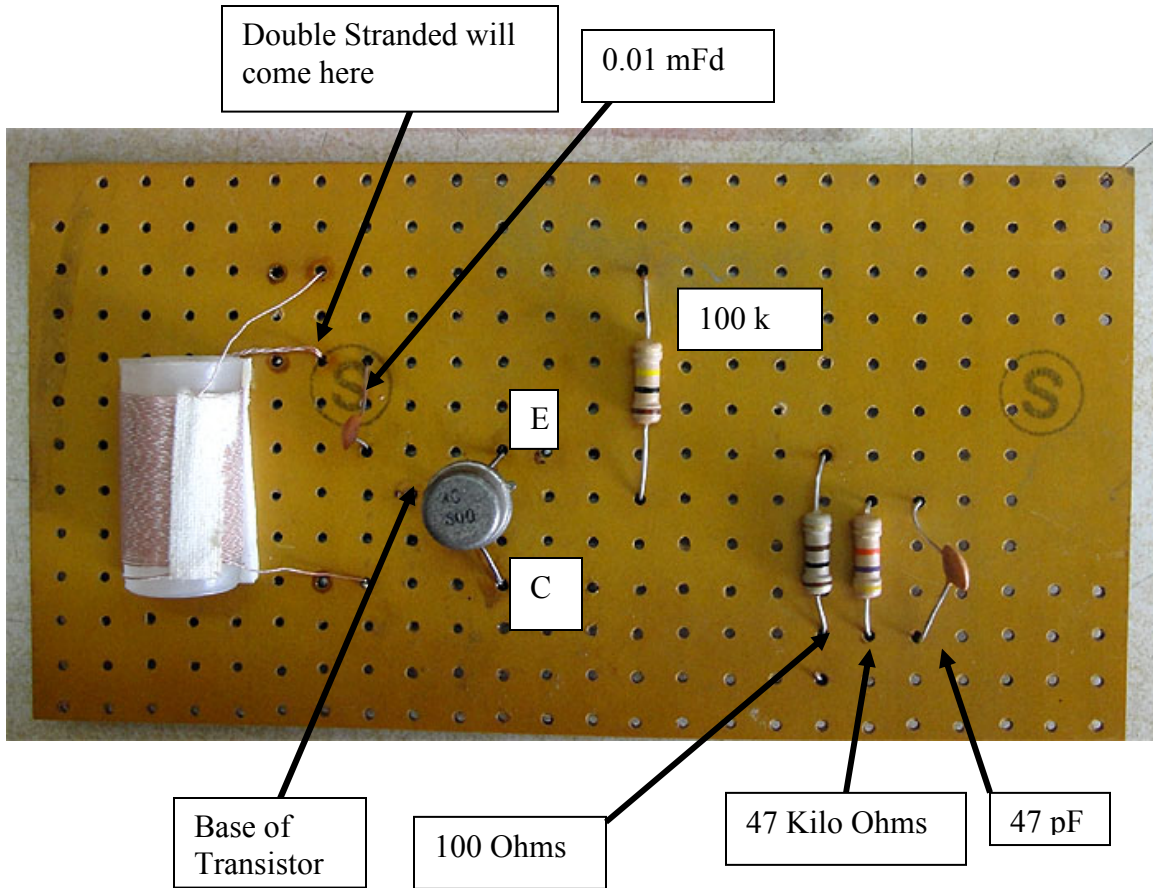 Double Stranded will
come here
0.01 mFd
100 k
S
S
E
AC
C
Base of
Transistor
100 Ohms
47 Kilo Ohms
47 pF